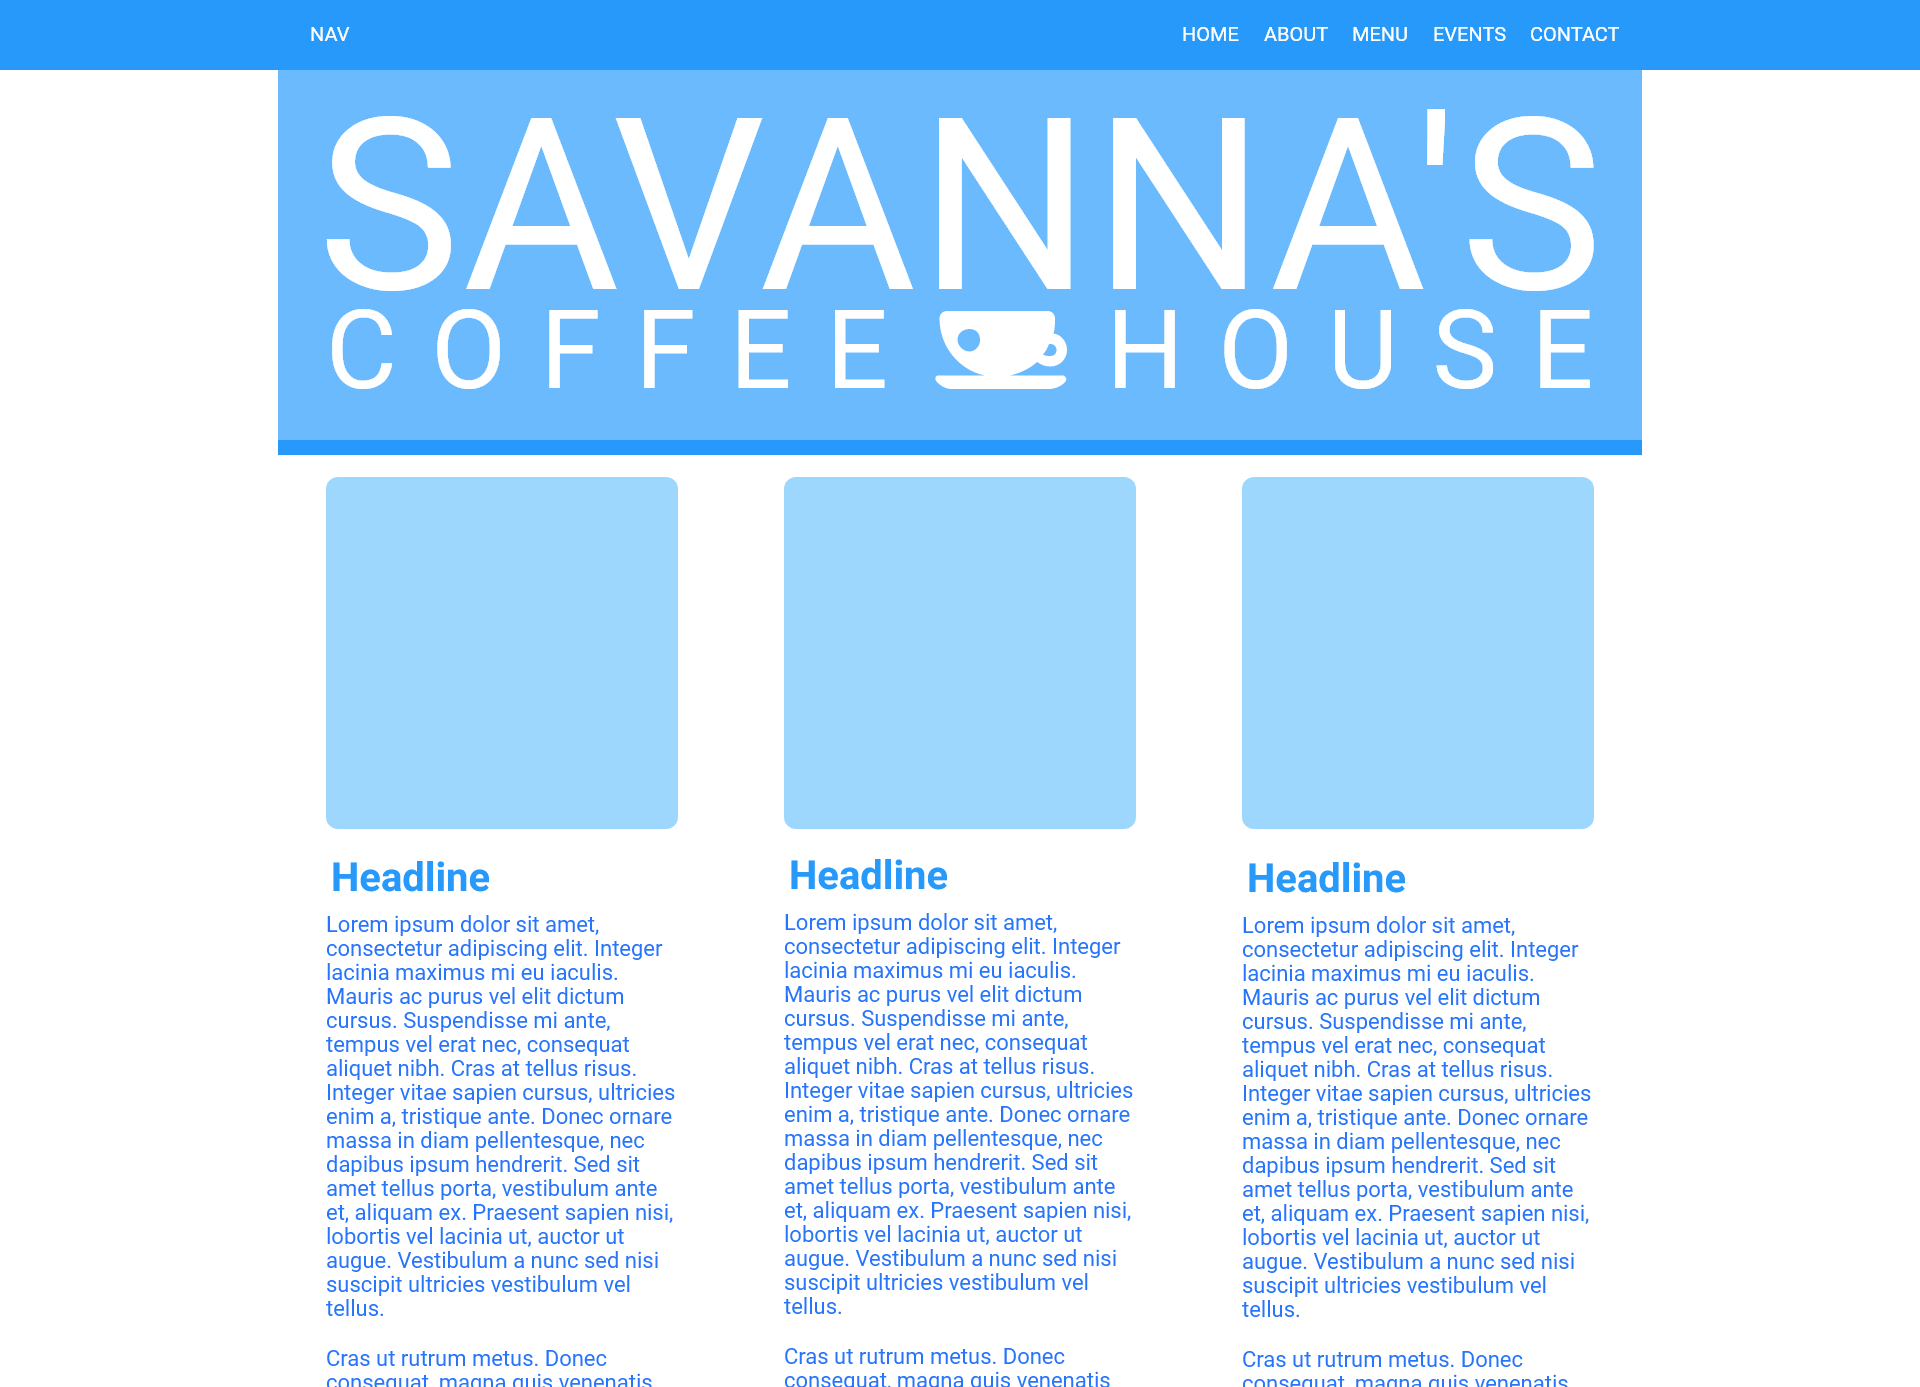 NAV
HOME ABOUT MENU EVENTS CONTACT
SAVANNA'S
COFFEE HOUSE
Headline
Lorem ipsum dolor sit amet,
consectetur adipiscing elit. Integer
lacinia maximus mi eu iaculis.
Mauris ac purus vel elit dictum
cursus. Suspendisse mi ante,
tempus vel erat nec, consequat
aliquet nibh. Cras at tellus risus.
Integer vitae sapien cursus, ultricies
enim a, tristique ante. Donec ornare
massa in diam pellentesque, nec
dapibus ipsum hendrerit. Sed sit
amet tellus porta, vestibulum ante
et, aliquam ex. Praesent sapien nisi,
lobortis vel lacinia ut, auctor ut
augue. Vestibulum a nunc sed nisi
suscipit ultricies vestibulum vel
tellus.
Cras ut rutrum metus. Donec
consequat, magna quis venenatis
Headline
Lorem ipsum dolor sit amet,
consectetur adipiscing elit. Integer
lacinia maximus mi eu iaculis.
Mauris ac purus vel elit dictum
cursus. Suspendisse mi ante,
tempus vel erat nec, consequat
aliquet nibh. Cras at tellus risus.
Integer vitae sapien cursus, ultricies
enim a, tristique ante. Donec ornare
massa in diam pellentesque, nec
dapibus ipsum hendrerit. Sed sit
amet tellus porta, vestibulum ante
et, aliquam ex. Praesent sapien nisi,
lobortis vel lacinia ut, auctor ut
augue. Vestibulum a nunc sed nisi
suscipit ultricies vestibulum vel
tellus.
Cras ut rutrum metus. Donec
consequat, magna quis venenatis
Headline
Lorem ipsum dolor sit amet,
consectetur adipiscing elit. Integer
lacinia maximus mi eu iaculis.
Mauris ac purus vel elit dictum
cursus. Suspendisse mi ante,
tempus vel erat nec, consequat
aliquet nibh. Cras at tellus risus.
Integer vitae sapien cursus, ultricies
enim a, tristique ante. Donec ornare
massa in diam pellentesque, nec
dapibus ipsum hendrerit. Sed sit
amet tellus porta, vestibulum ante
et, aliquam ex. Praesent sapien nisi,
lobortis vel lacinia ut, auctor ut
augue. Vestibulum a nunc sed nisi
suscipit ultricies vestibulum vel
tellus.
Cras ut rutrum metus. Donec
consequat, magna quis venenatis